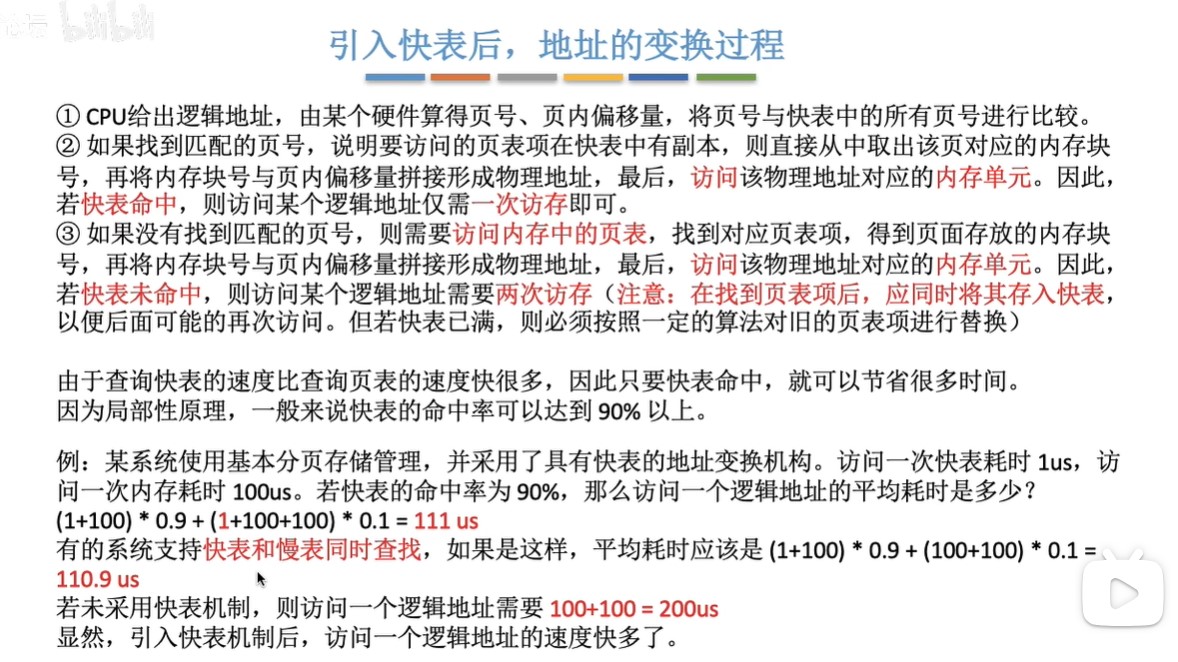 bilibili
引入快表后，地址的变换过程
① CPU给出逻辑地址，由某个硬件算得页号、页内偏移量，将页号与快表中的所有页号进行比较。
② 如果找到匹配的页号，说明要访问的页表项在快表中有副本，则直接从中取出该页对应的内存块
号，再将内存块号与页内偏移量拼接形成物理地址，最后，访问该物理地址对应的内存单元。因此，
若快表命中，则访问某个逻辑地址仅需一次访存即可。
③ 如果没有找到匹配的页号，则需要访问内存中的页表，找到对应页表项，得到页面存放的内存块
号，再将内存块号与页内偏移量拼接形成物理地址，最后，访问该物理地址对应的内存单元。因此，
若快表未命中，则访问某个逻辑地址需要两次访存（注意：在找到页表项后，应同时将其存入快表，
以便后面可能的再次访问。但若快表已满，则必须按照一定的算法对旧的页表项进行替换）
由于查询快表的速度比查询页表的速度快很多，因此只要快表命中，就可以节省很多时间。
因为局部性原理，一般来说快表的命中率可以达到 90% 以上。
例：某系统使用基本分页存储管理，并采用了具有快表的地址变换机构。访问一次快表耗时 1us，访
问一次内存耗时 100us。若快表的命中率为 90%，那么访问一个逻辑地址的平均耗时是多少？
(1+100) * 0.9 + (1+100+100) * 0.1 = 111 us
有的系统支持快表和慢表同时查找，如果是这样，平均耗时应该是 (1+100) * 0.9 + (100+100) * 0.1 =
110.9 us
若未采用快表机制，则访问一个逻辑地址需要 100+100 = 200us
显然，引入快表机制后，访问一个逻辑地址的速度快多了。